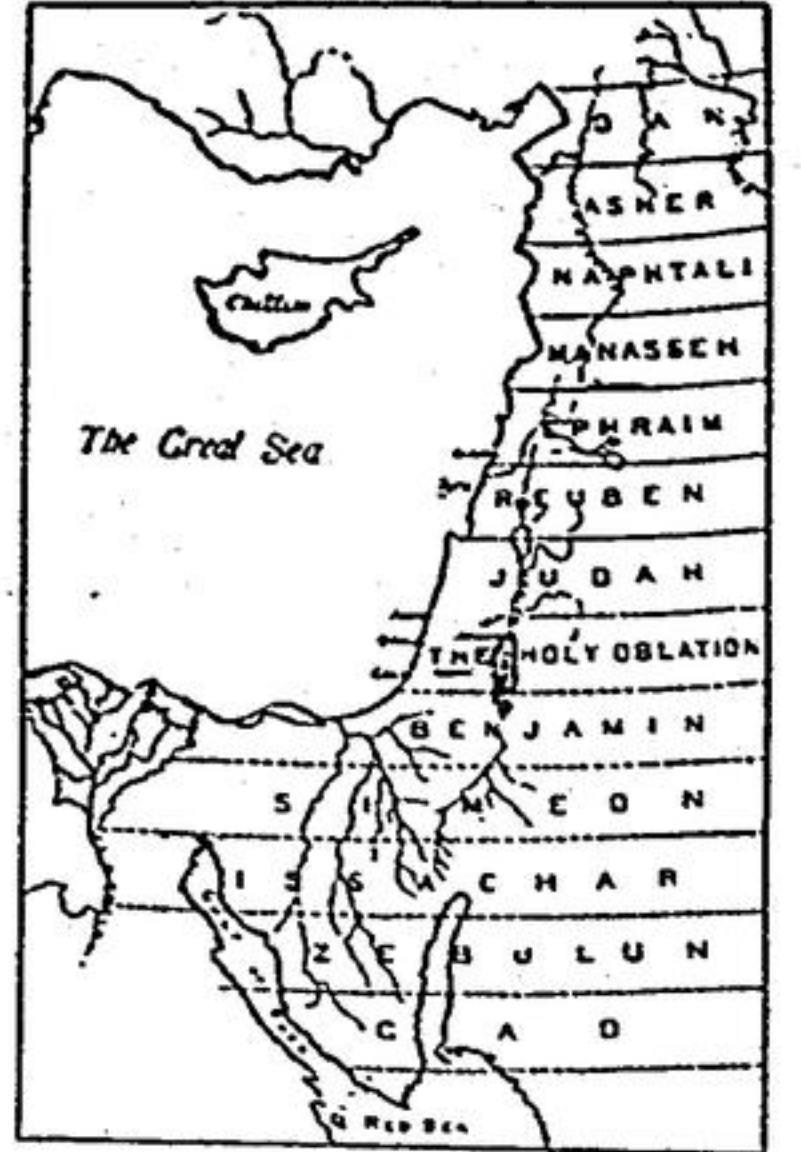 DAN
ASHER
NAPHTALI
Chittim
MANASSEH
The Great Sea
EPHRAIM
REUBEN
JUDAH
THE HOLY OBLATION
BENJAMIN
SIMEON
ISSACHAR
ZEBULUN
GAD
RED SEA